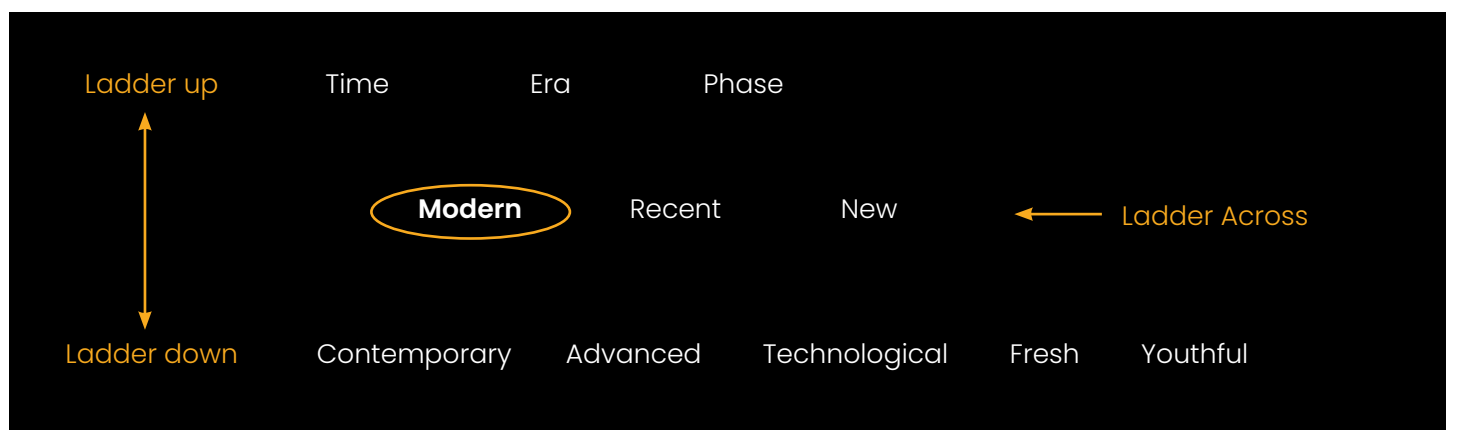 Ladder up Time Era Phase
Modern Recent New Ladder Across
Ladder down Contemporary Advanced Technological Fresh Youthful